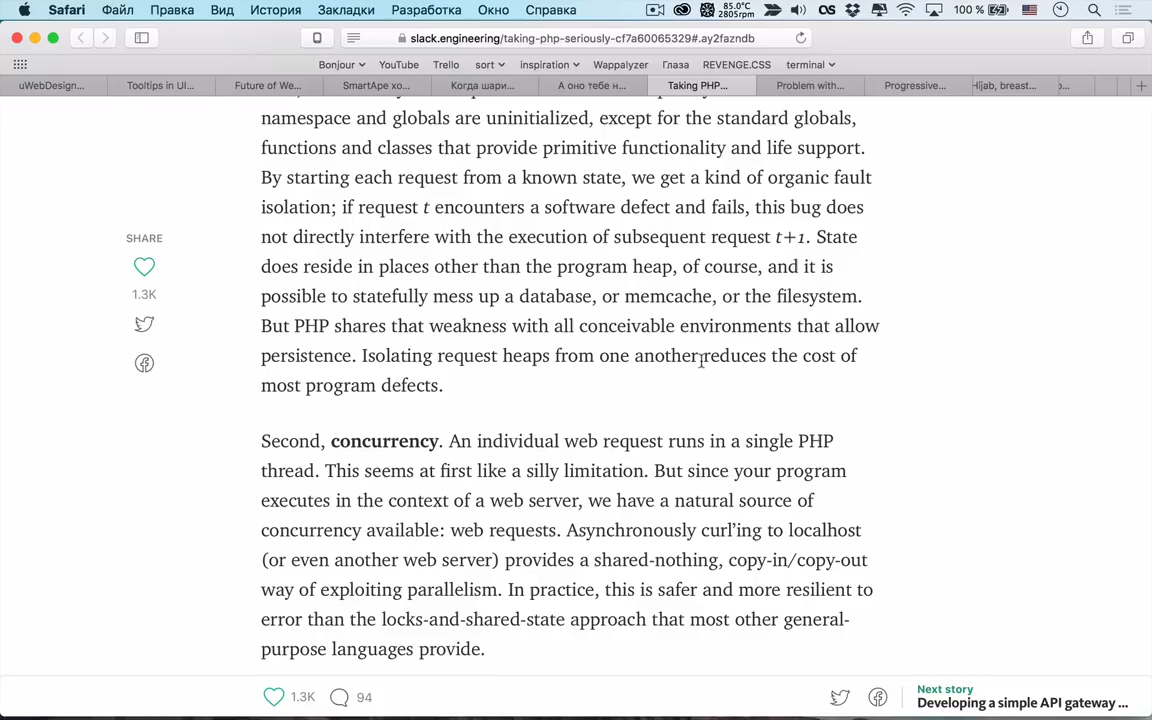 Safari Файл Правка Вид История Закладки Разработка Окно Справка 85.0°C 2805rpm 100 %
slack.engineering/taking-php-seriously-cf7a60065329#.ay2fazndb
Bonjour YouTube Trello sort inspiration Wappalyzer Глаза REVENGE.CSS terminal
uWebDesign... Tooltips in UI... Future of We... SmartApe хо... Когда шари... А оно тебе н... Taking PHP... Problem with... Progressive... Hijab, breast...
namespace and globals are uninitialized, except for the standard globals,
functions and classes that provide primitive functionality and life support.
By starting each request from a known state, we get a kind of organic fault
isolation; if request t encounters a software defect and fails, this bug does
not directly interfere with the execution of subsequent request t+1. State
does reside in places other than the program heap, of course, and it is
possible to statefully mess up a database, or memcache, or the filesystem.
But PHP shares that weakness with all conceivable environments that allow
persistence. Isolating request heaps from one another reduces the cost of
most program defects.
SHARE
1.3K
Second, concurrency. An individual web request runs in a single PHP
thread. This seems at first like a silly limitation. But since your program
executes in the context of a web server, we have a natural source of
concurrency available: web requests. Asynchronously curl'ing to localhost
(or even another web server) provides a shared-nothing, copy-in/copy-out
way of exploiting parallelism. In practice, this is safer and more resilient to
error than the locks-and-shared-state approach that most other general-
purpose languages provide.
1.3K 94
Next story
Developing a simple API gateway ...